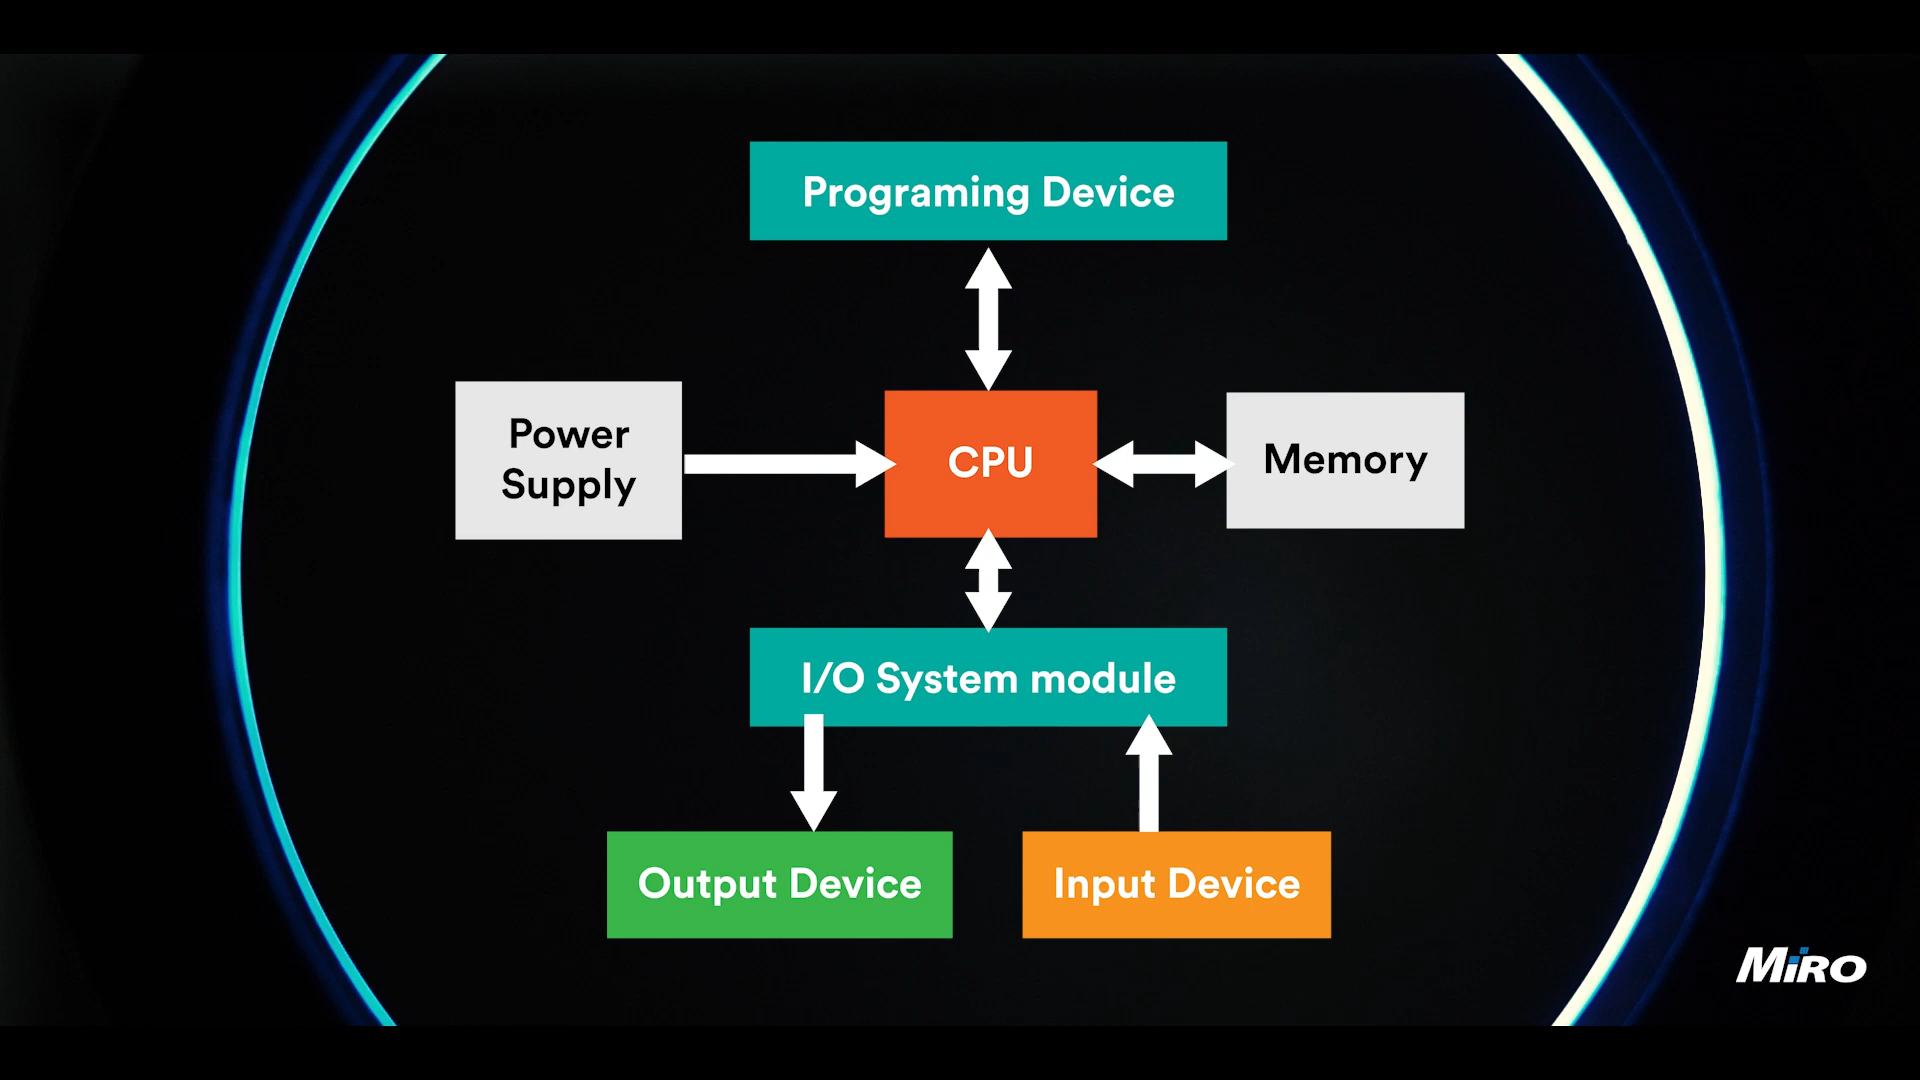 Programing Device
Power
Supply
CPU
Memory
I/O System module
Output Device
Input Device
MiRO